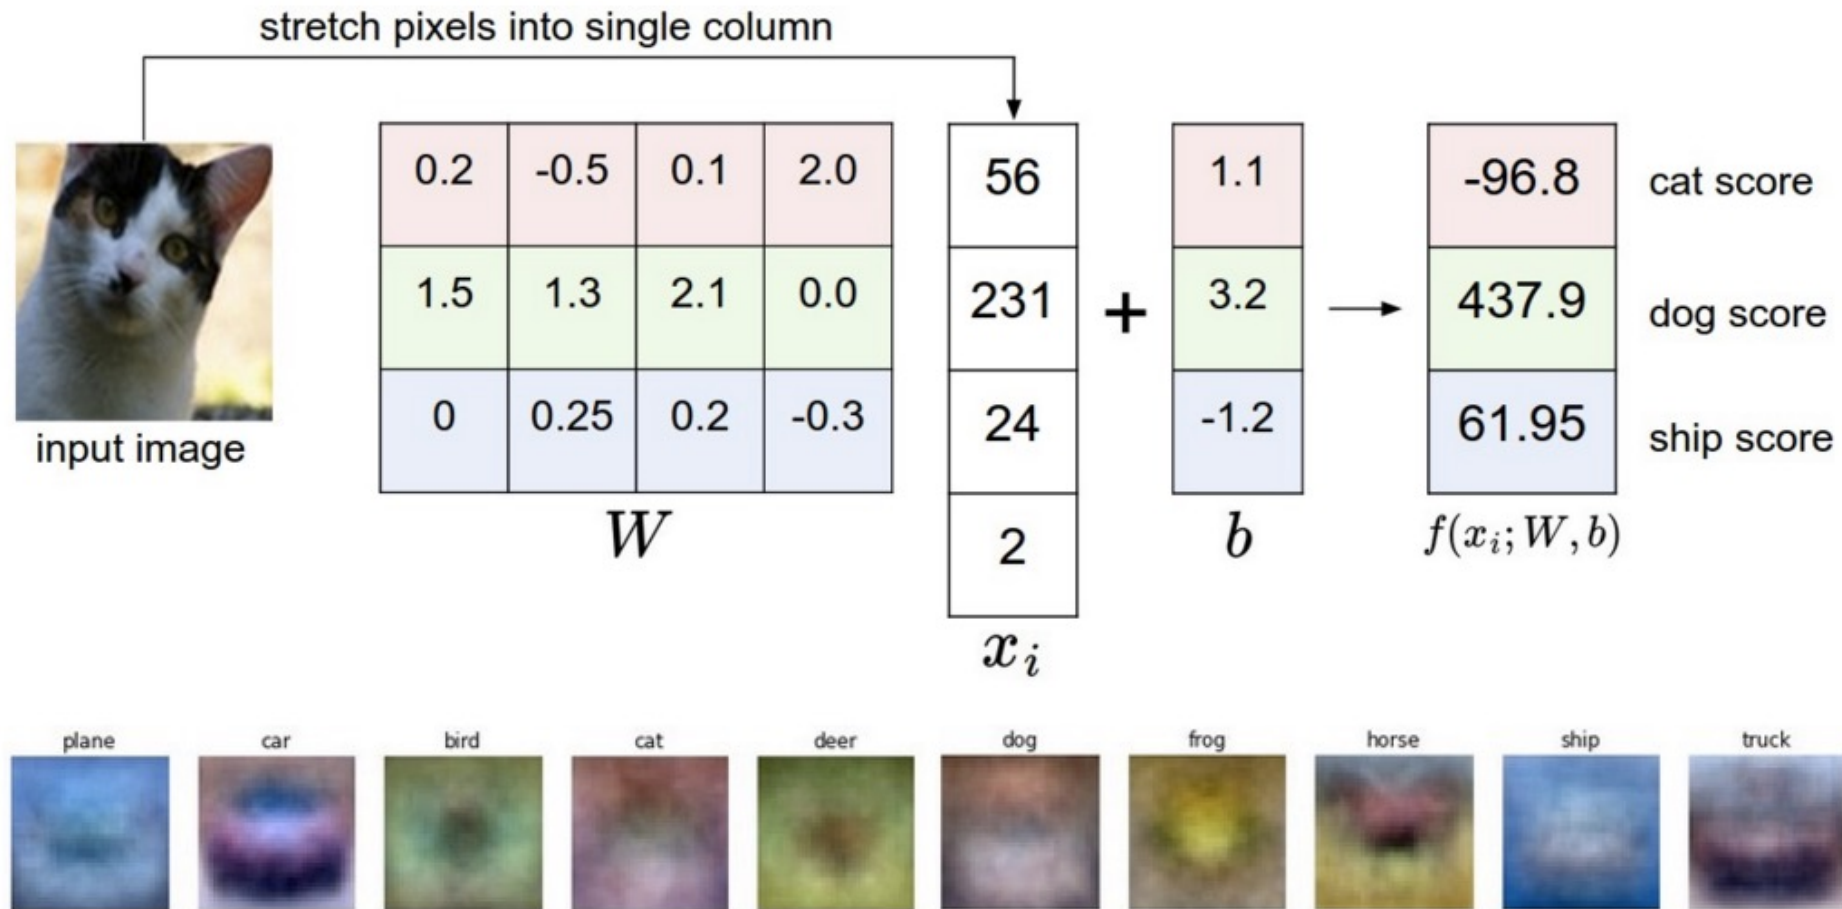 stretch pixels into single column
0.2 -0.5 0.1 2.0
1.5 1.3 2.1 0.0
0 0.25 0.2 -0.3
W
56
231
24
2
x_i
+
1.1
3.2
-1.2
b
-96.8 cat score
437.9 dog score
61.95 ship score
f(x_i; W, b)
input image
plane car bird cat deer dog frog horse ship truck